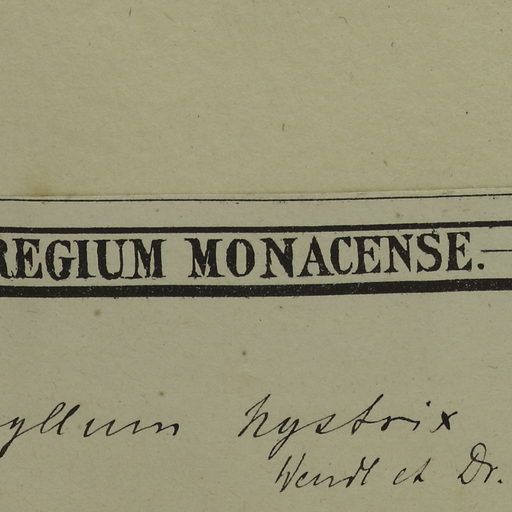 REGIUM MONACENSE.
yllum hystrix
Wendl et Dr.